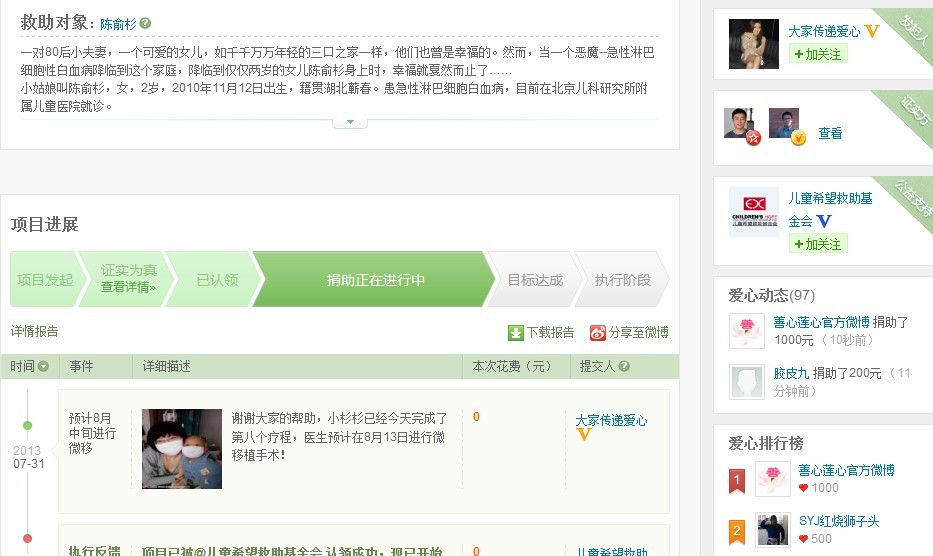 救助对象：陈俞杉
一对80后小夫妻，一个可爱的女儿，如千千万万年轻的三口之家一样，他们也曾是幸福的。然而，当一个恶魔--急性淋巴
细胞性白血病降临到这个家庭，降临到仅仅两岁的女儿陈俞杉身上时，幸福就戛然而止了......
小姑娘叫陈俞杉，女，2岁，2010年11月12日出生，籍贯湖北蕲春。患急性淋巴细胞白血病，目前在北京儿科研究所附
属儿童医院就诊。
项目进展
项目发起
证实为真
查看详情»
已认领
捐助正在进行中
目标达成
执行阶段
详情报告
下载报告
分享至微博
时间
事件
详细描述
本次花费（元）
提交人
2013
07-31
预计8月
中旬进行
微移
谢谢大家的帮助，小杉杉已经今天完成了
第八个疗程，医生预计在8月13日进行微
移植手术！
0
大家传递爱心
执行反馈
项目已被@儿童希望救助基金会 认领成功，现已开始
0
儿童希望救助
大家传递爱心
+加关注
发起人
查看
证实方
儿童希望救助基
金会
+加关注
公益支持
CHILDREN'S HOPE
爱心动态(97)
善心莲心官方微博 捐助了
1000元 （10秒前）
胺皮九 捐助了200元 （11
分钟前）
爱心排行榜
1
善心莲心官方微博
1000
2
SYJ红烧狮子头
500